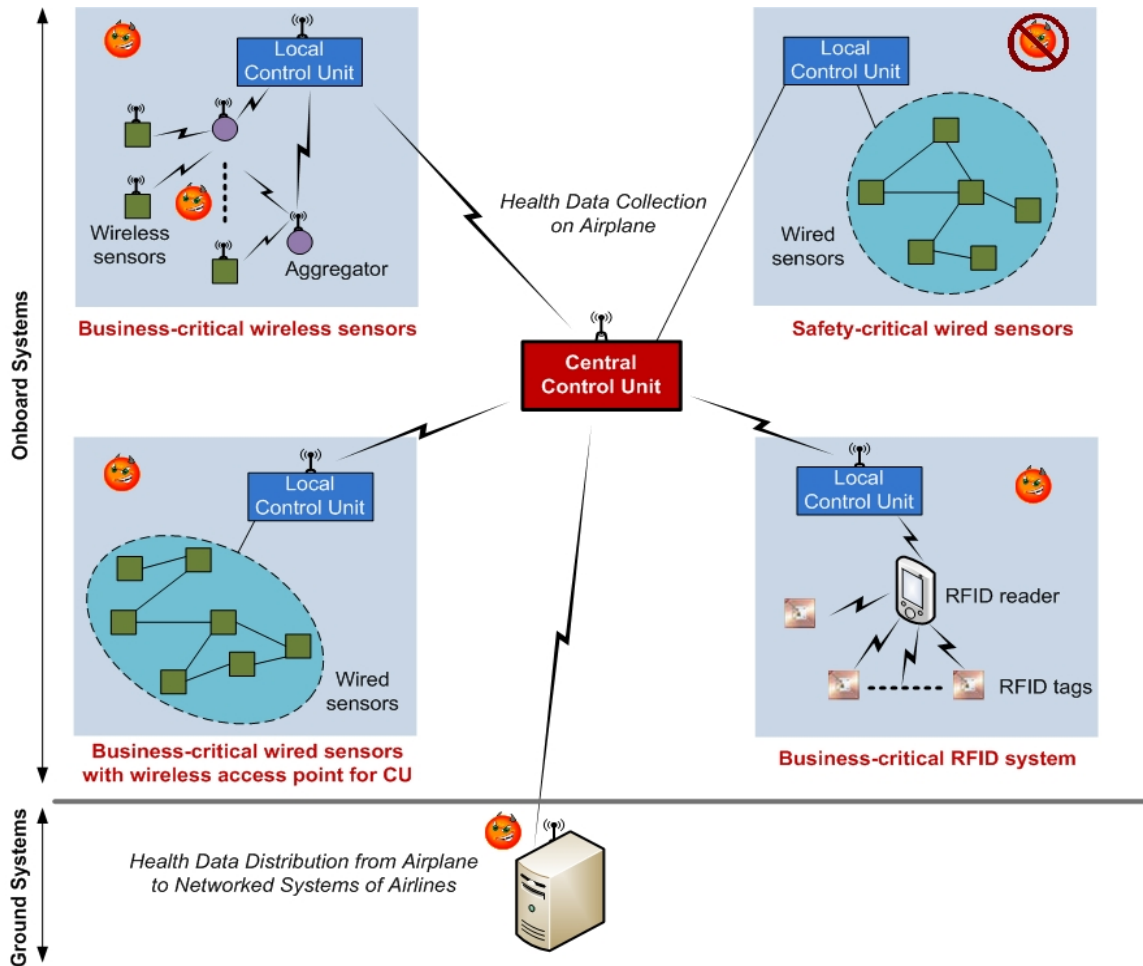 Local
Control Unit
Wireless
sensors
Aggregator
Business-critical wireless sensors
Health Data Collection
on Airplane
Local
Control Unit
Wired
sensors
Safety-critical wired sensors
Onboard Systems
Central
Control Unit
Local
Control Unit
Wired
sensors
Business-critical wired sensors
with wireless access point for CU
Local
Control Unit
RFID reader
RFID tags
Business-critical RFID system
Ground Systems
Health Data Distribution from Airplane
to Networked Systems of Airlines